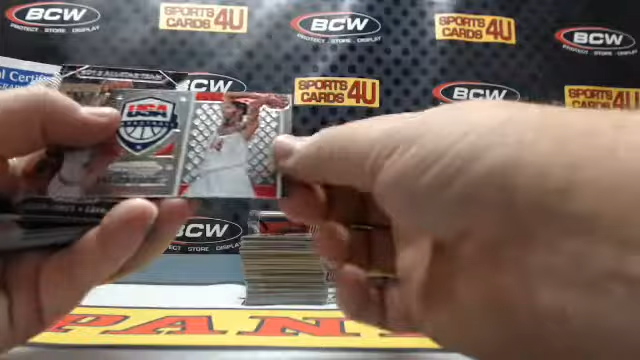 BCW
PROTECT · STORE · DISPLAY
SPORTS
CARDS 4U
BCW
PROTECT · STORE · DISPLAY
SPORTS
CARDS 4U
BCW
PROTECT · STORE · DISPLAY
BCW
SPORTS
CARDS 4U
BCW
SPORTS
CARDS 4U
USA
BASKETBALL
BCW
PROTECT · STORE · DISPLAY
PANI